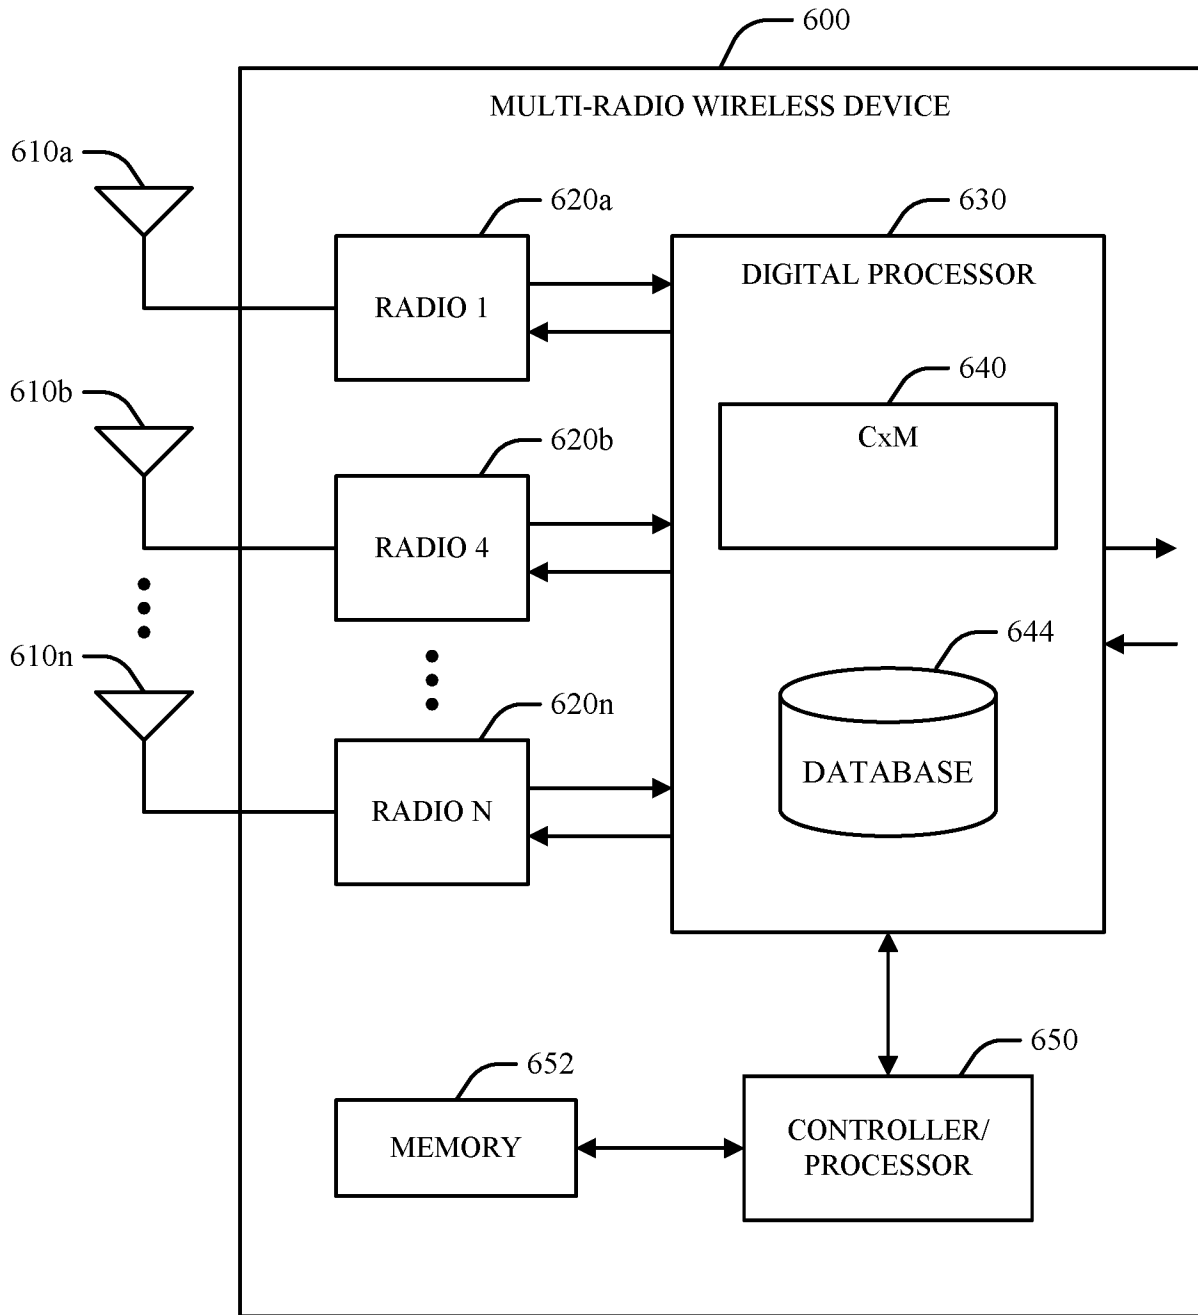 600
MULTI-RADIO WIRELESS DEVICE
610a
620a
630
RADIO 1
DIGITAL PROCESSOR
640
CxM
610b
620b
RADIO 4
644
DATABASE
610n
620n
RADIO N
652
MEMORY
650
CONTROLLER/
PROCESSOR